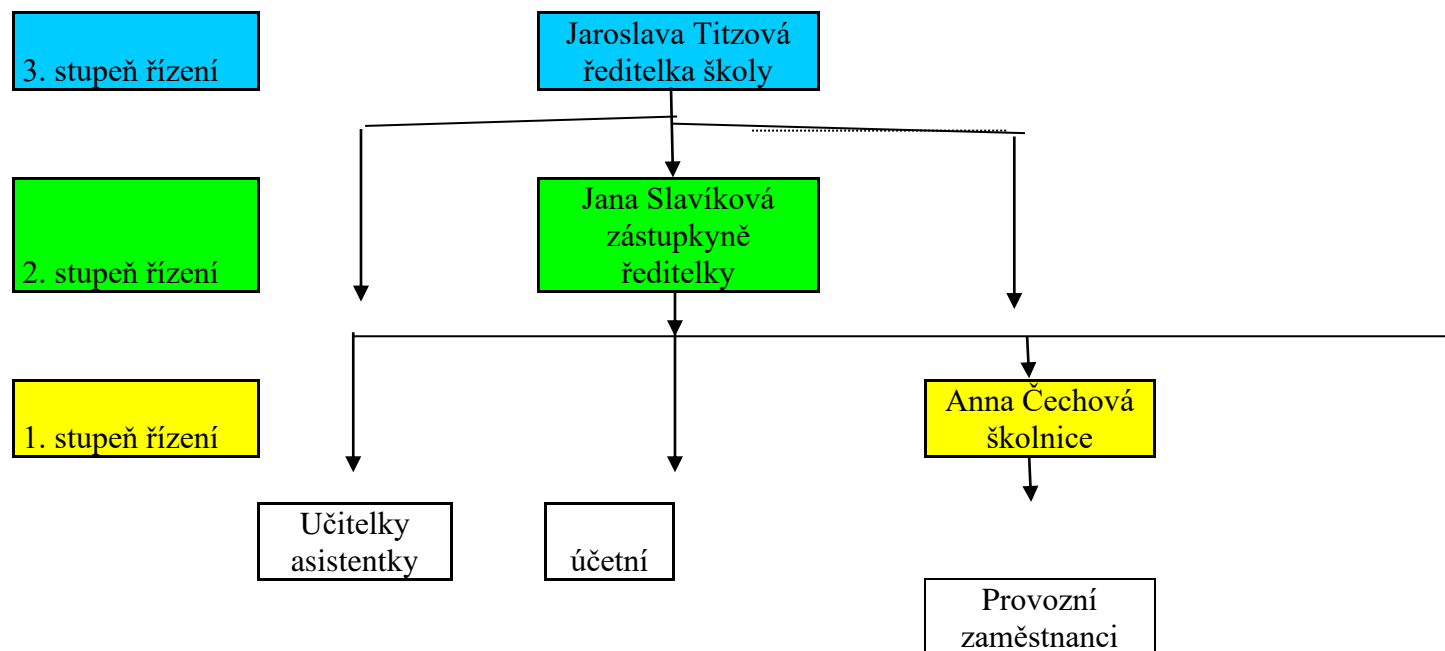 Jaroslava Titzová
3. stupeň řízení
ředitelka školy
Jana Slavíková
zástupkyně
2. stupeň řízení
ředitelky
Anna Čechová
1. stupeň řízení
školnice
Učitelky
asistentky
účetní
Provozní
zaměstnanci